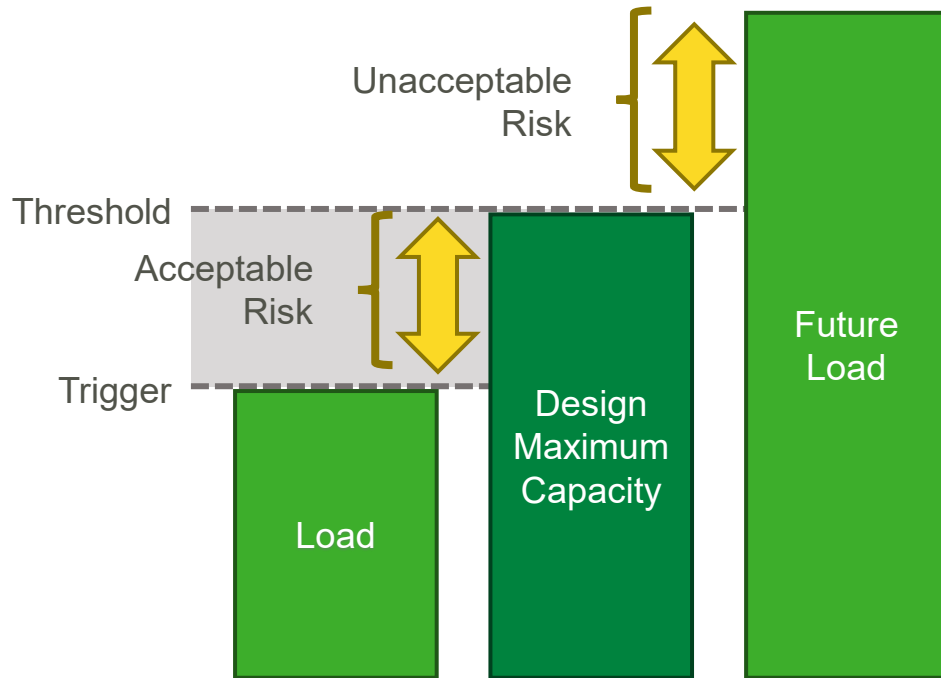 Unacceptable
Risk
Threshold
Acceptable
Risk
Trigger
Load
Design
Maximum
Capacity
Future
Load